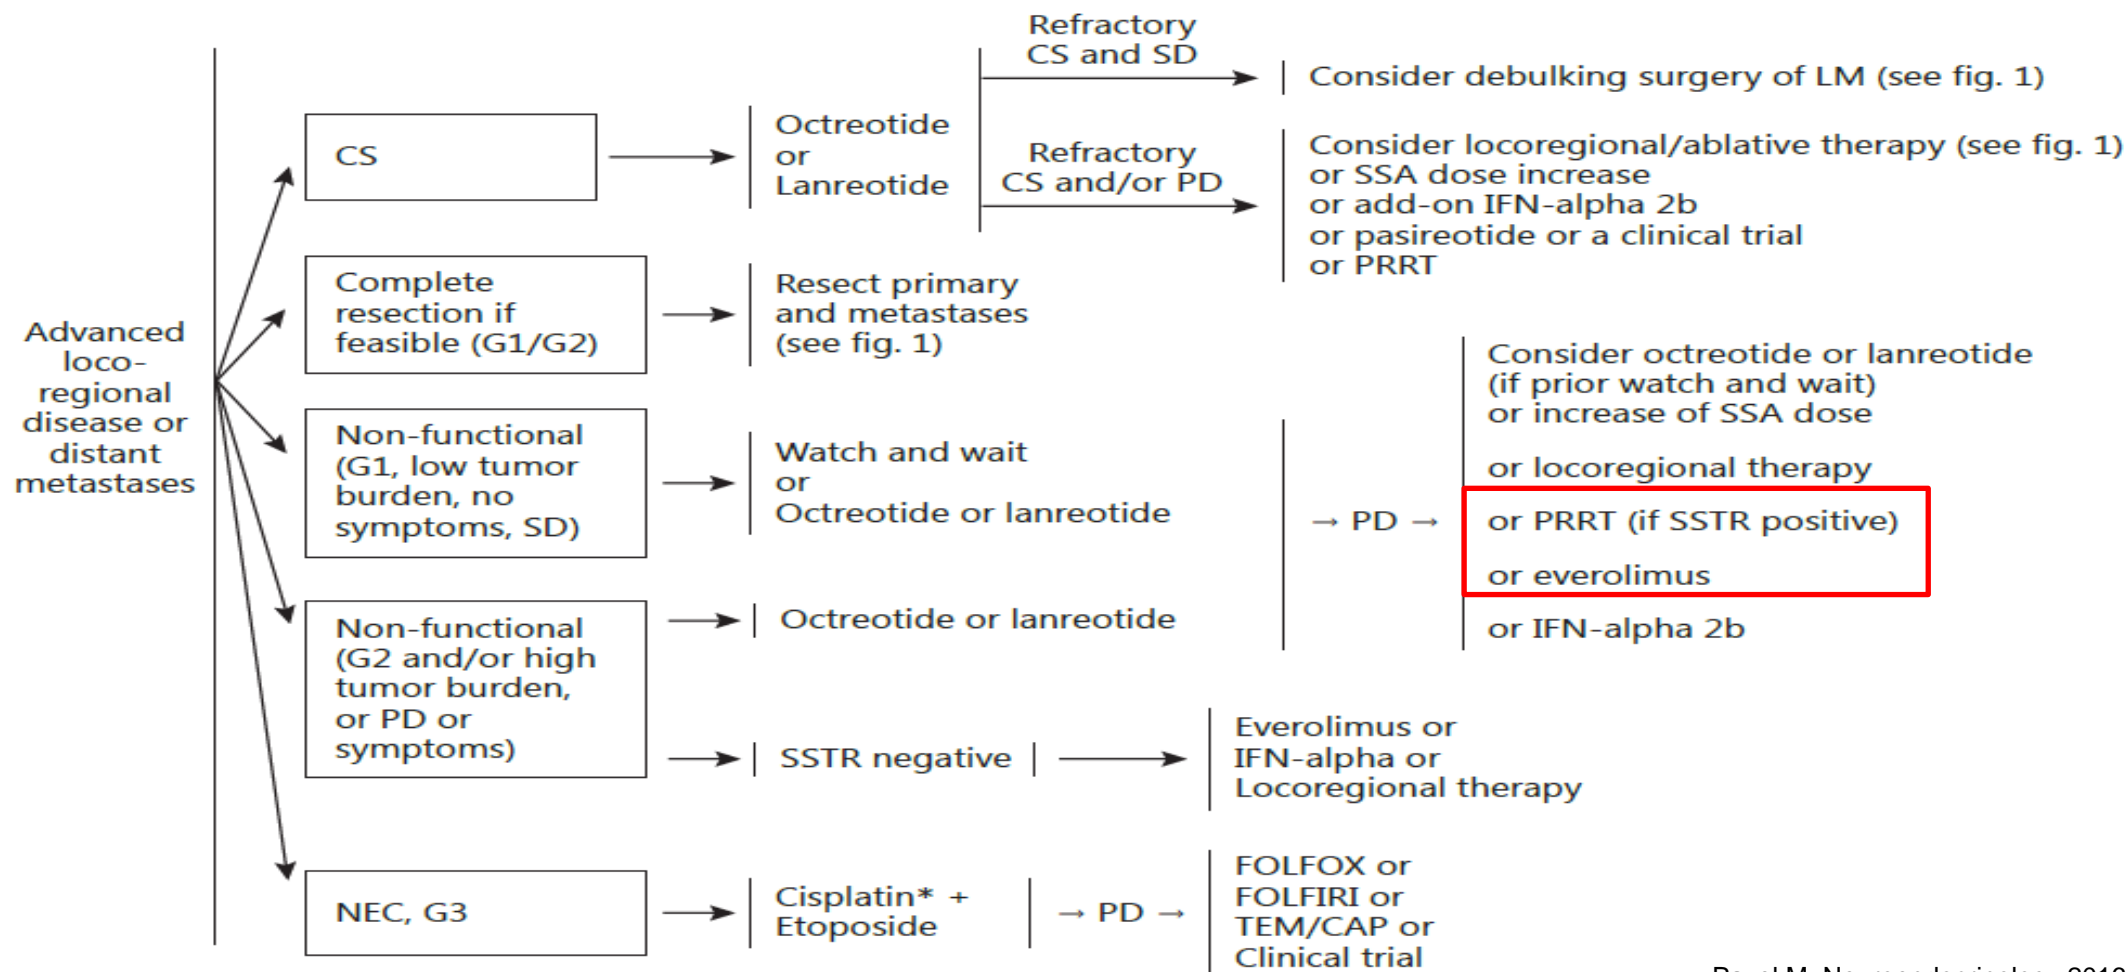 Advanced
loco-
regional
disease or
distant
metastases
CS
Octreotide
or
Lanreotide
Refractory
CS and SD
Consider debulking surgery of LM (see fig. 1)
Refractory
CS and/or PD
Consider locoregional/ablative therapy (see fig. 1)
or SSA dose increase
or add-on IFN-alpha 2b
or pasireotide or a clinical trial
or PRRT
Complete
resection if
feasible (G1/G2)
Resect primary
and metastases
(see fig. 1)
Non-functional
(G1, low tumor
burden, no
symptoms, SD)
Watch and wait
or
Octreotide or lanreotide
Non-functional
(G2 and/or high
tumor burden,
or PD or
symptoms)
Octreotide or lanreotide
→ PD →
Consider octreotide or lanreotide
(if prior watch and wait)
or increase of SSA dose
or locoregional therapy
or PRRT (if SSTR positive)
or everolimus
or IFN-alpha 2b
SSTR negative
Everolimus or
IFN-alpha or
Locoregional therapy
NEC, G3
Cisplatin* +
Etoposide
→ PD →
FOLFOX or
FOLFIRI or
TEM/CAP or
Clinical trial